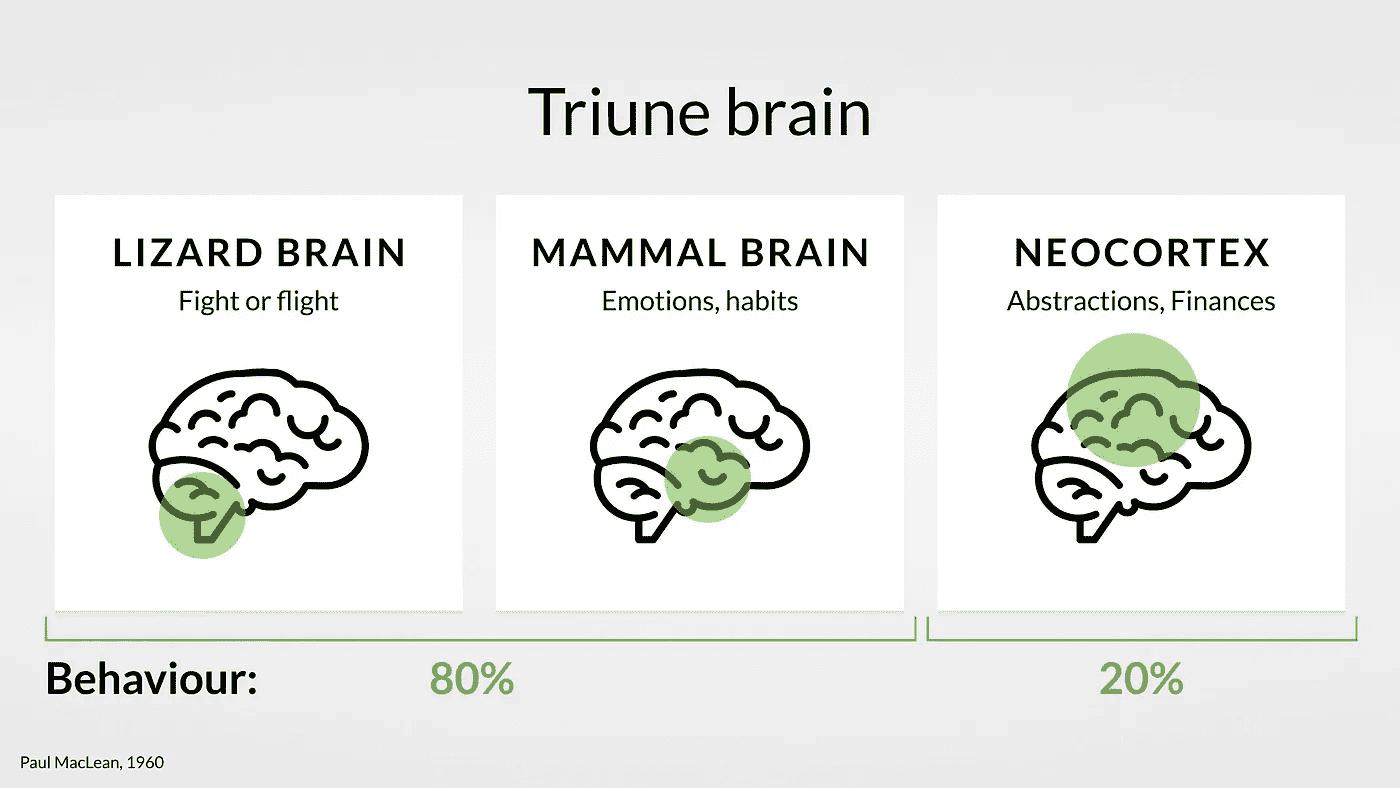 Triune brain
LIZARD BRAIN
Fight or flight
MAMMAL BRAIN
Emotions, habits
NEOCORTEX
Abstractions, Finances
Behaviour: 80% 20%
Paul MacLean, 1960